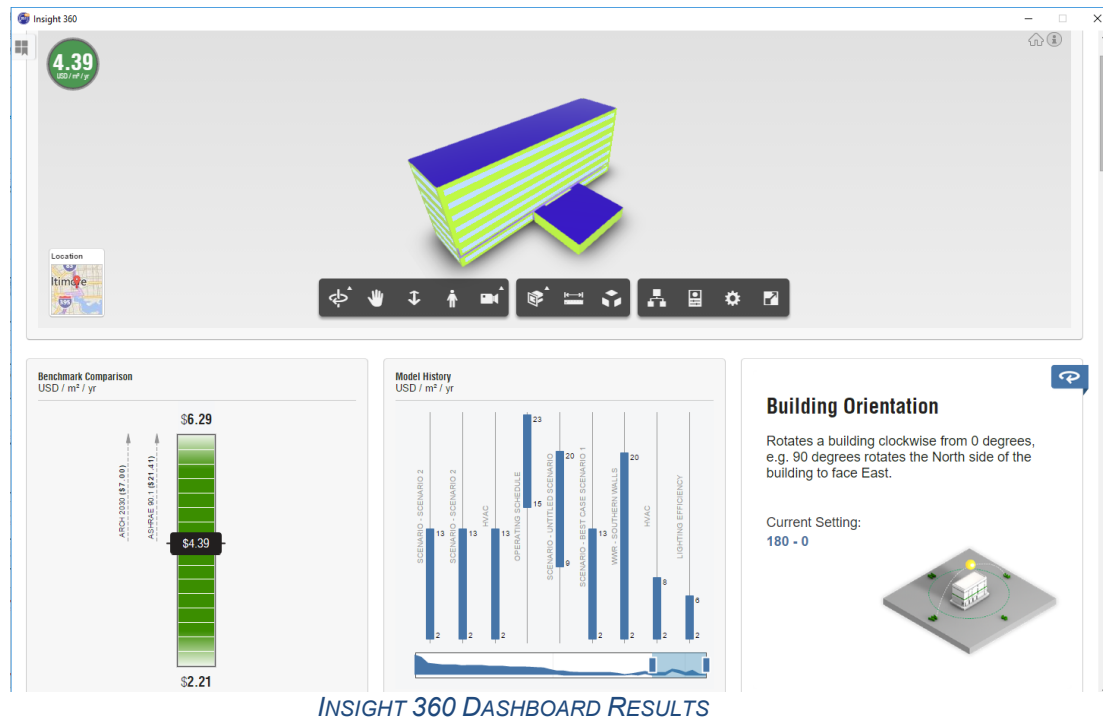 Insight 360
4.39
USD / m² / yr
Location
ltimore
395
Benchmark Comparison
USD / m² / yr
$6.29
ARCH 2030 ($7.00)
ASHRAE 90.1 ($21.41)
$4.39
$2.21
Model History
USD / m² / yr
SCENARIO - SCENARIO 2
13
2
SCENARIO - SCENARIO 2
13
2
HVAC
13
2
OPERATING SCHEDULE
23
15
SCENARIO - UNTITLED SCENARIO
20
9
SCENARIO - BEST CASE SCENARIO 1
13
2
WWR - SOUTHERN WALLS
20
2
HVAC
8
2
LIGHTING EFFICIENCY
6
2
Building Orientation
Rotates a building clockwise from 0 degrees,
e.g. 90 degrees rotates the North side of the
building to face East.
Current Setting:
180 - 0
INSIGHT 360 DASHBOARD RESULTS